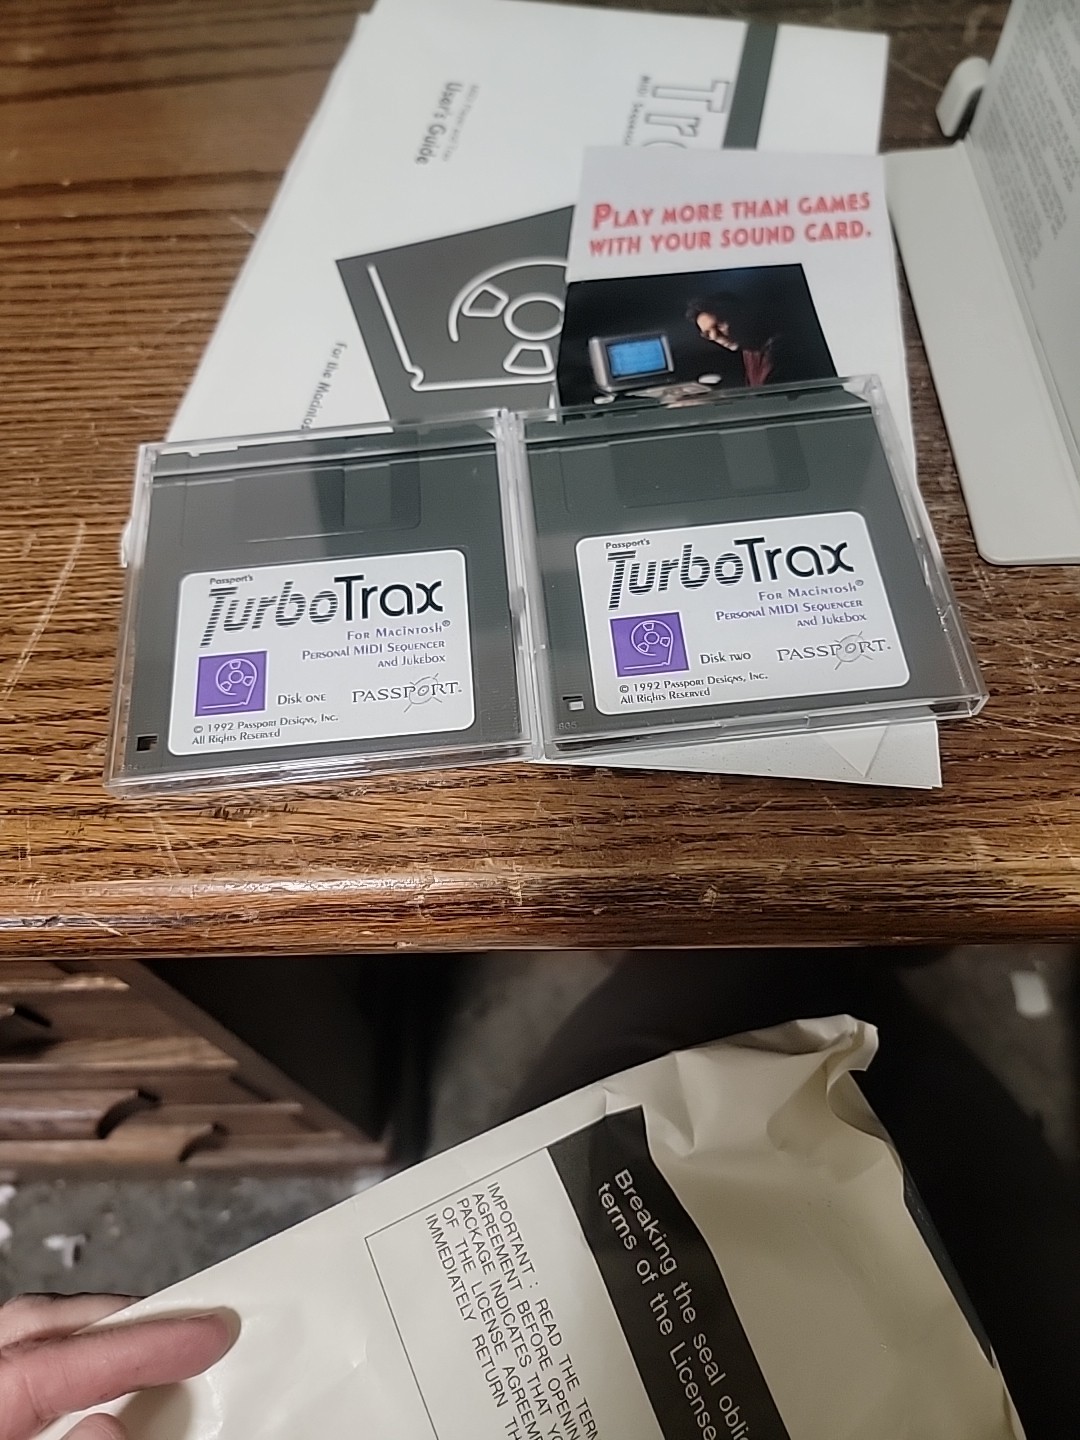 User's Guide
For the Macintos
Tr
PLAY MORE THAN GAMES
WITH YOUR SOUND CARD.
Passport's
TurboTrax
FOR MACINTOSH®
PERSONAL MIDI SEQUENCER
AND JUKEBOX
DISK ONE
PASSPORT.
© 1992 PASSPORT DESIGNS, INC.
ALL RIGHTS RESERVED
Passport's
TurboTrax
FOR MACINTOSH®
PERSONAL MIDI SEQUENCER
AND JUKEBOX
DISK TWO
PASSPORT.
© 1992 PASSPORT DESIGNS, INC.
ALL RIGHTS RESERVED
Breaking the seal oblig
terms of the License
IMPORTANT : READ THE TERM
AGREEMENT BEFORE OPENIN
PACKAGE INDICATES THAT YO
OF THE LICENSE AGREEM
IMMEDIATELY RETURN TH